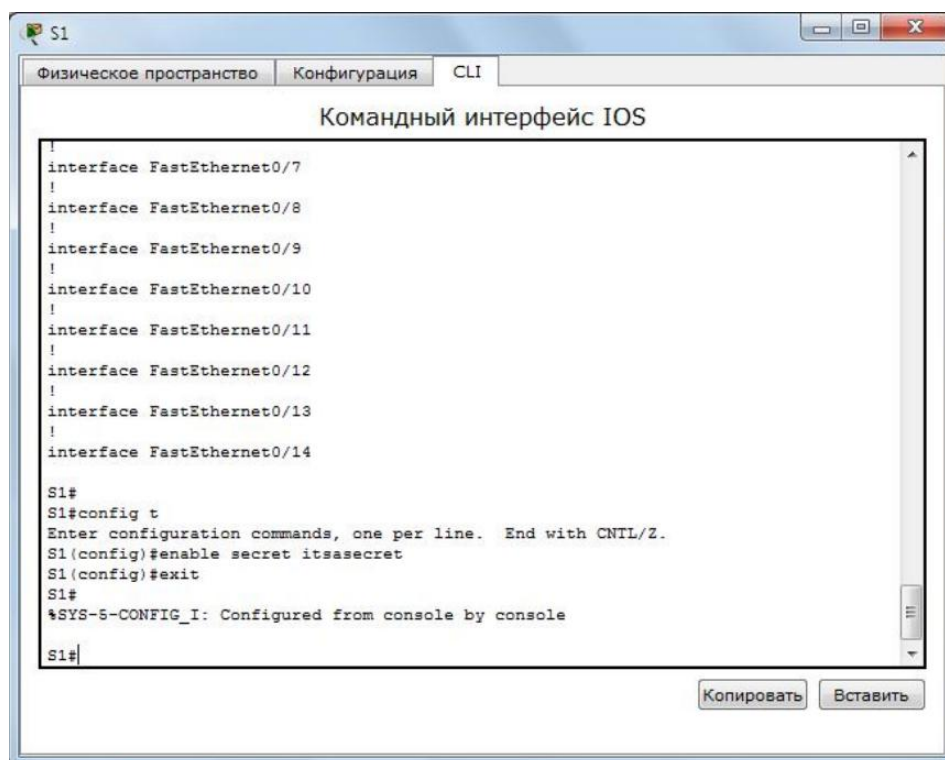 S1
Физическое пространство
Конфигурация
CLI
Командный интерфейс IOS
!
interface FastEthernet0/7
!
interface FastEthernet0/8
!
interface FastEthernet0/9
!
interface FastEthernet0/10
!
interface FastEthernet0/11
!
interface FastEthernet0/12
!
interface FastEthernet0/13
!
interface FastEthernet0/14
S1#
S1#config t
Enter configuration commands, one per line.  End with CNTL/Z.
S1(config)#enable secret itsasecret
S1(config)#exit
S1#
%SYS-5-CONFIG_I: Configured from console by console
S1#
Копировать
Вставить